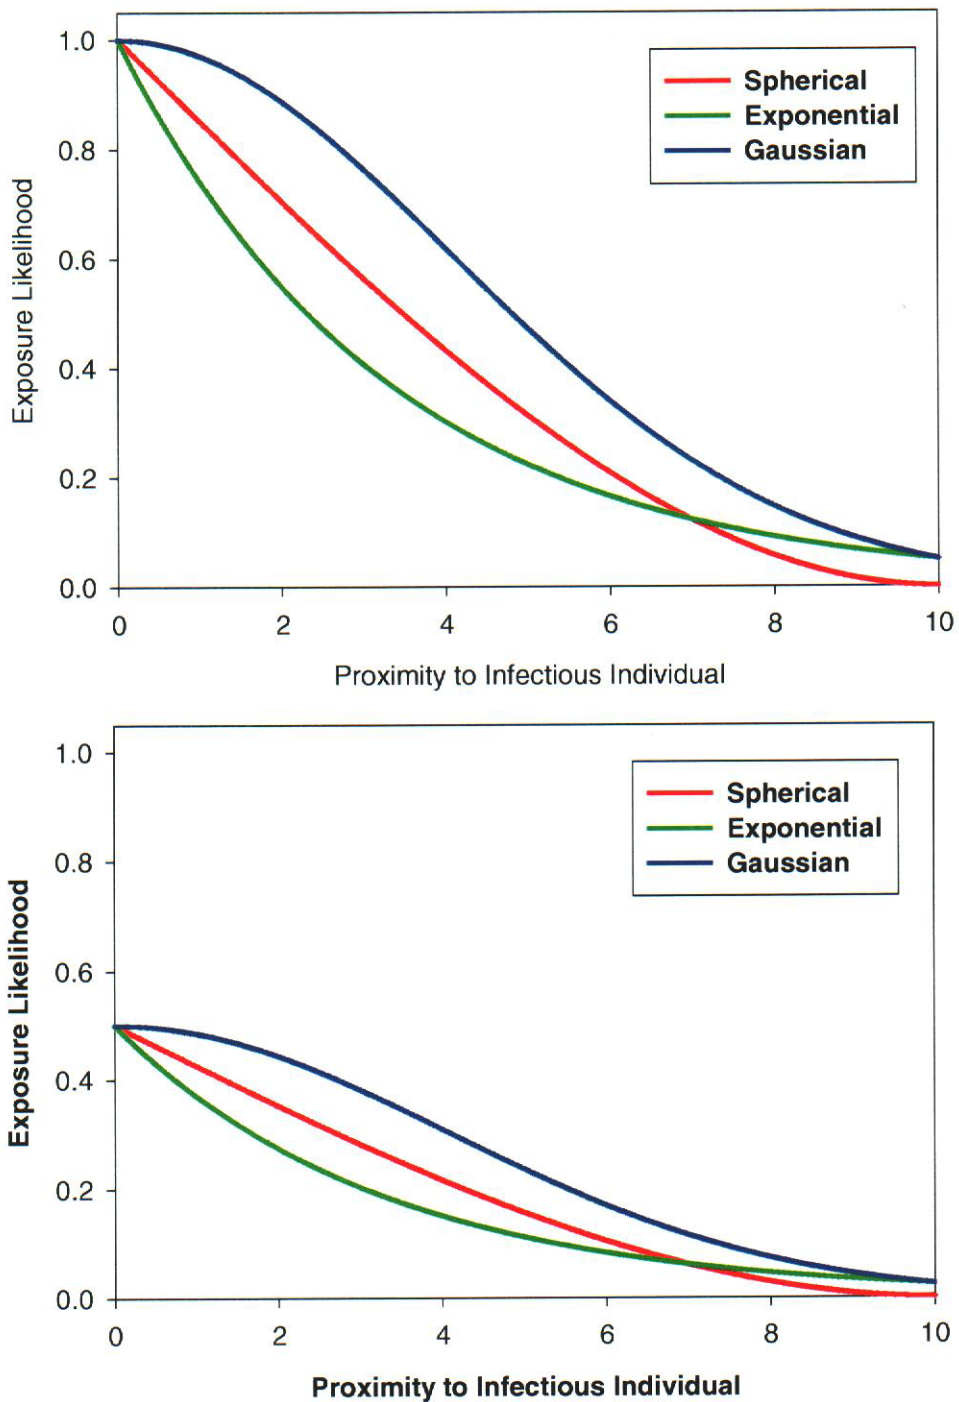 1.0
0.8
0.6
0.4
0.2
0.0
Exposure Likelihood
Spherical
Exponential
Gaussian
0 2 4 6 8 10
Proximity to Infectious Individual
1.0
0.8
0.6
0.4
0.2
0.0
Exposure Likelihood
Spherical
Exponential
Gaussian
0 2 4 6 8 10
Proximity to Infectious Individual